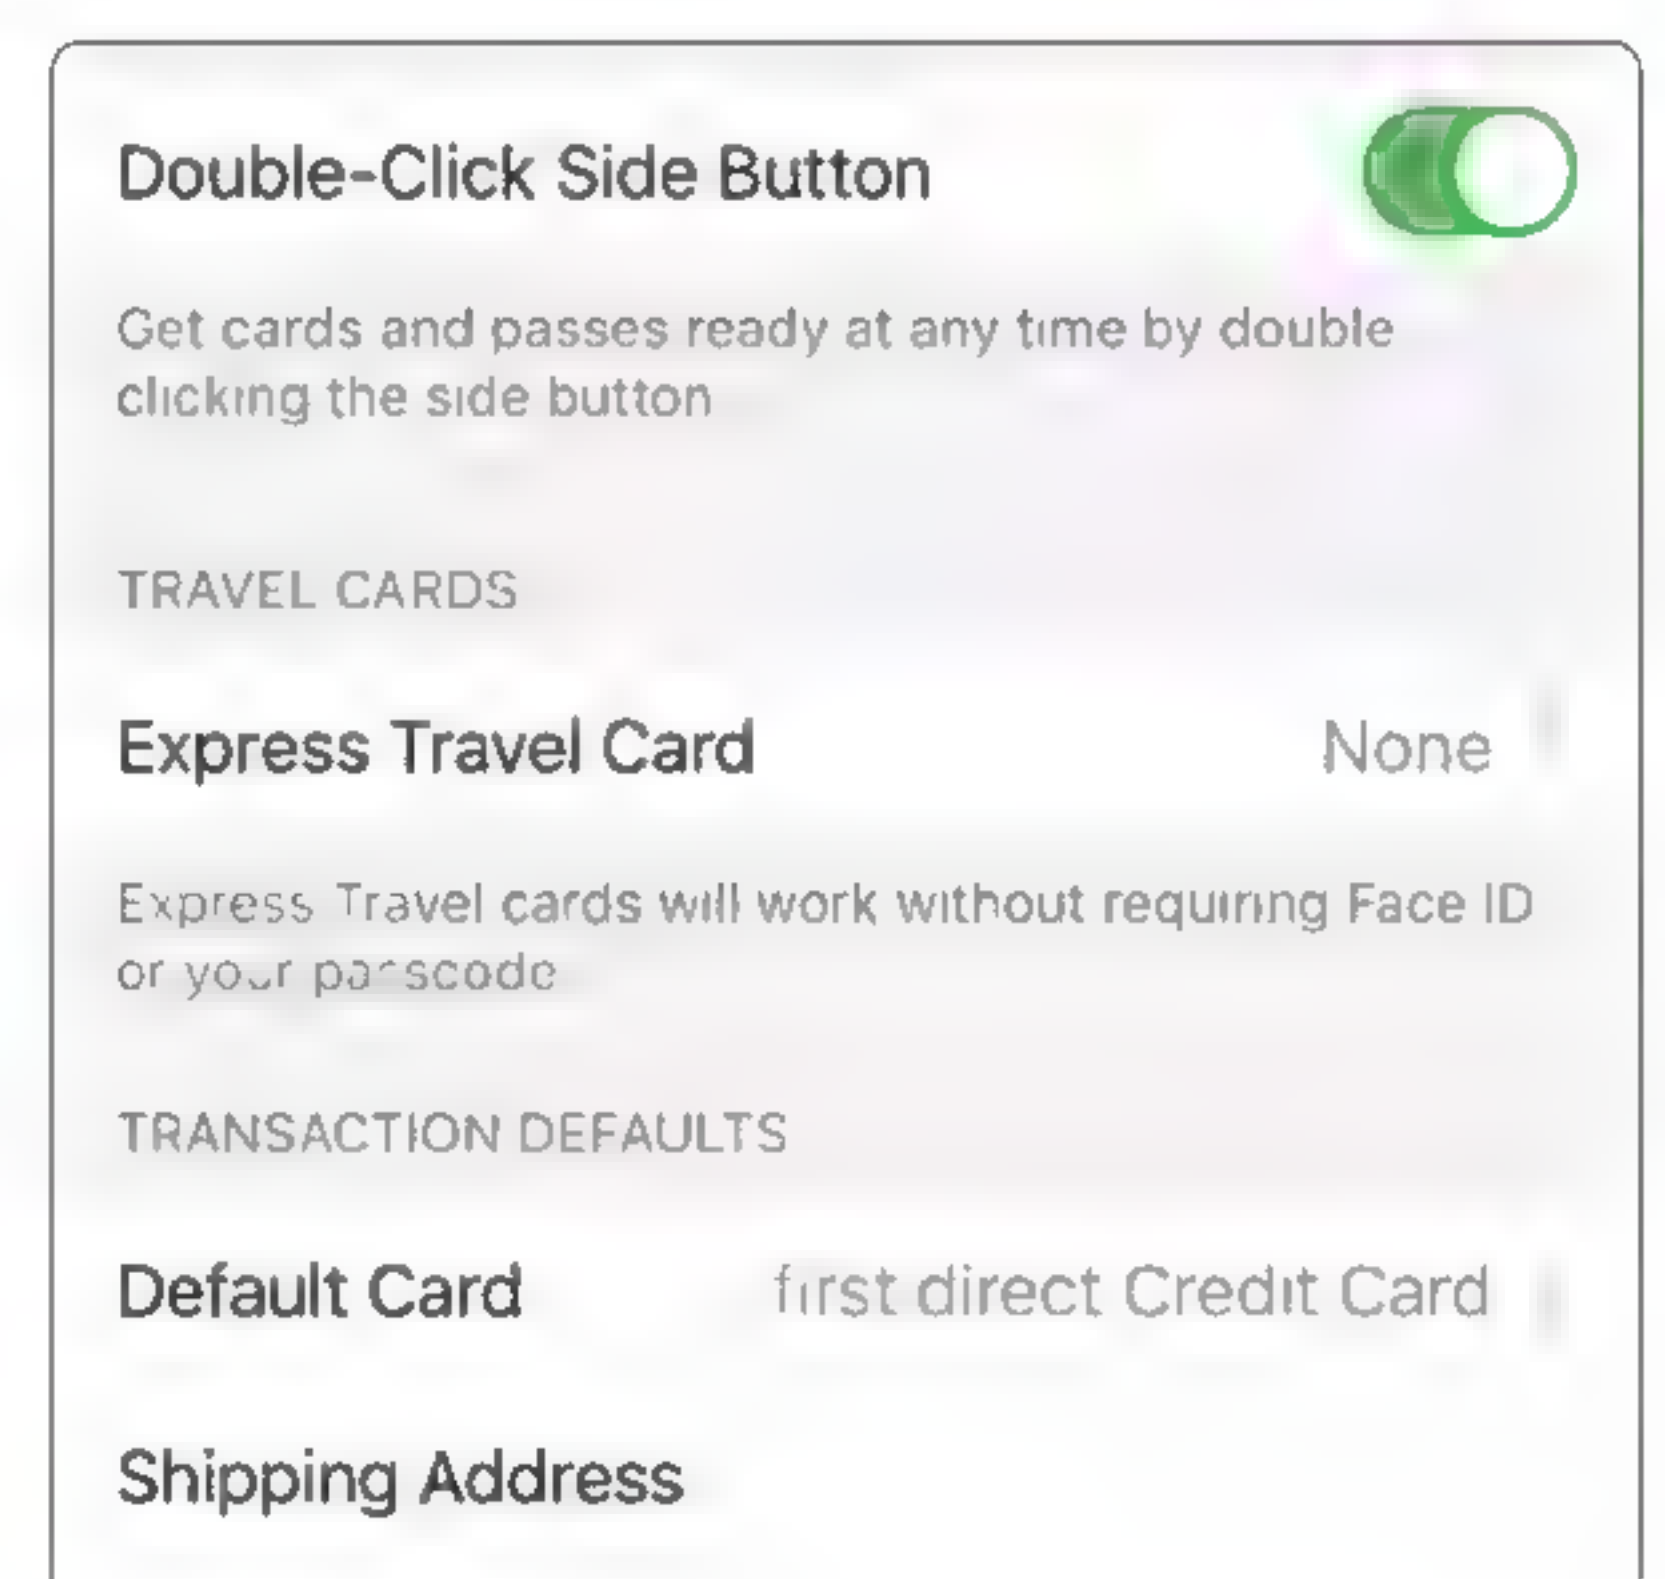 Double-Click Side Button
Get cards and passes ready at any time by double
clicking the side button
TRAVEL CARDS
Express Travel Card
None
Express Travel cards will work without requiring Face ID
or your passcode
TRANSACTION DEFAULTS
Default Card
first direct Credit Card
Shipping Address